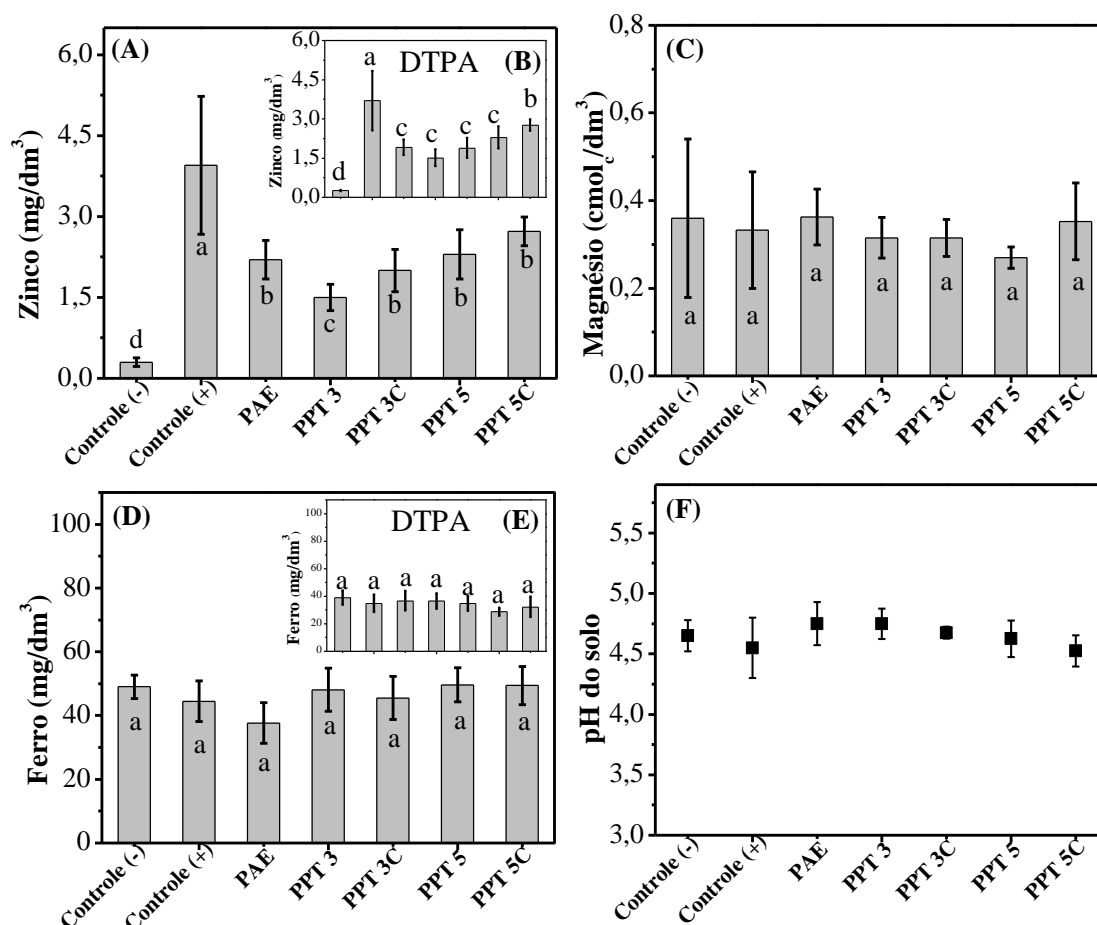 (A)
Zinco (mg/dm³)
6,0
4,5
3,0
1,5
0,0
d
a
b
c
b
b
b
Controle (-)
Controle (+)
PAE
PPT 3
PPT 3C
PPT 5
PPT 5C
DTPA
(B)
Zinco (mg/dm³)
6,0
4,5
3,0
1,5
0,0
d
a
c
c
c
c
b
(C)
Magnésio (cmol_c/dm³)
0,8
0,6
0,4
0,2
0,0
a
a
a
a
a
a
a
Controle (-)
Controle (+)
PAE
PPT 3
PPT 3C
PPT 5
PPT 5C
(D)
Ferro (mg/dm³)
100
80
60
40
20
0
a
a
a
a
a
a
a
Controle (-)
Controle (+)
PAE
PPT 3
PPT 3C
PPT 5
PPT 5C
DTPA
(E)
Ferro (mg/dm³)
100
80
60
40
20
0
a
a
a
a
a
a
a
(F)
pH do solo
5,5
5,0
4,5
4,0
3,5
3,0
Controle (-)
Controle (+)
PAE
PPT 3
PPT 3C
PPT 5
PPT 5C